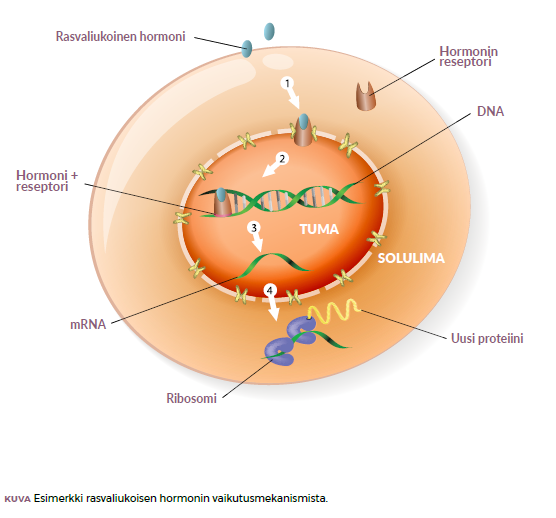 Rasvaliukoinen hormoni
Hormonin
reseptori
1
DNA
2
Hormoni +
reseptori
3
TUMA
SOLULIMA
4
mRNA
Uusi proteiini
Ribosomi
KUVA Esimerkki rasvaliukoisen hormonin vaikutusmekanismista.